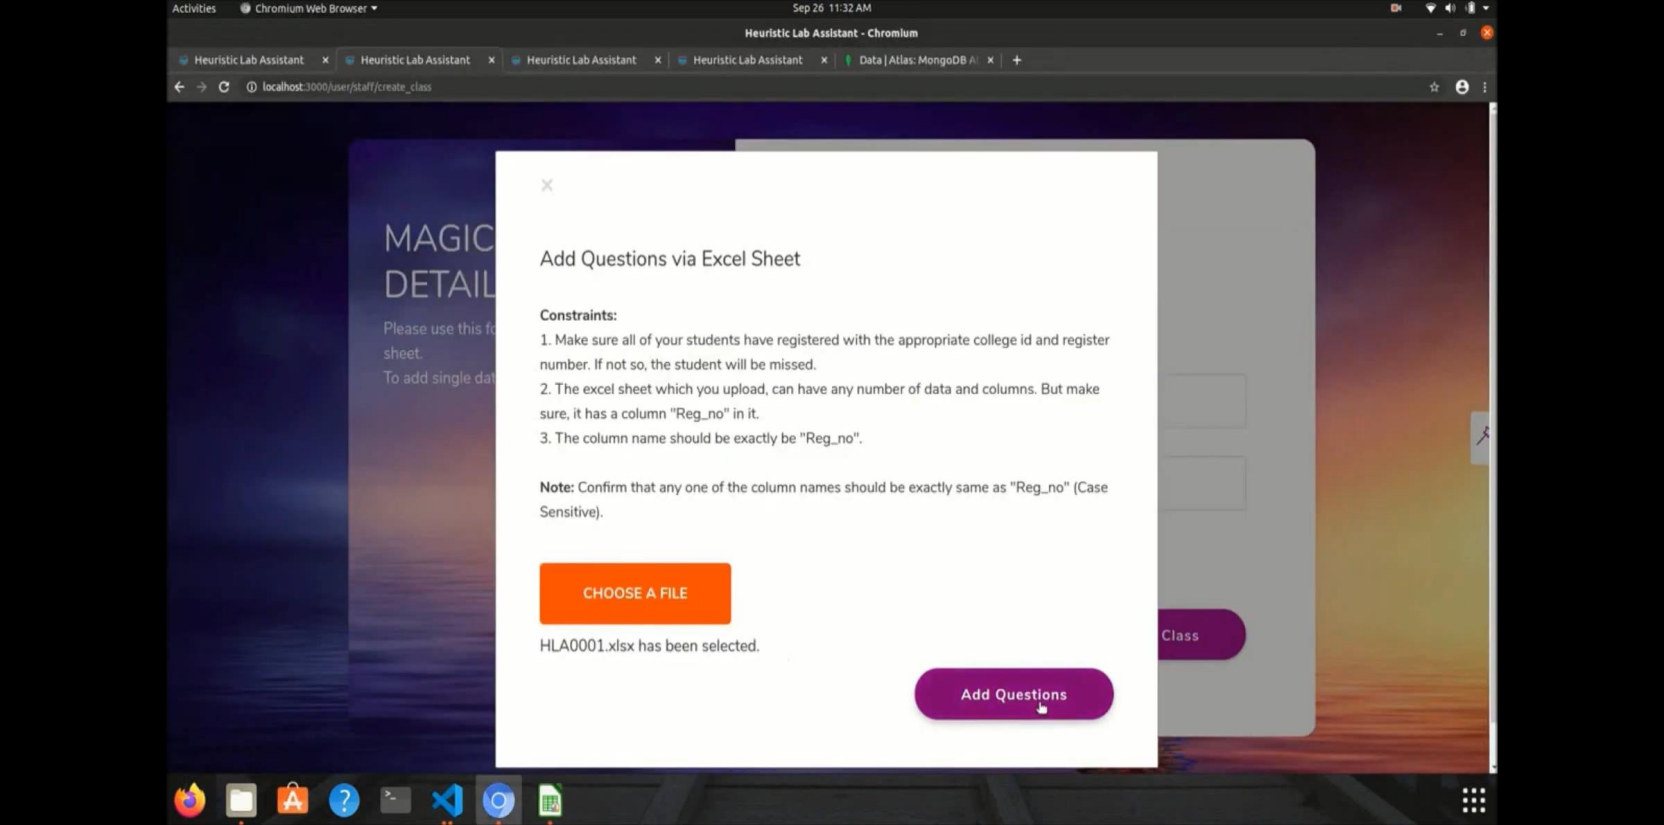 Activities Chromium Web Browser Sep 26 11:32 AM
Heuristic Lab Assistant - Chromium
Heuristic Lab Assistant Heuristic Lab Assistant Heuristic Lab Assistant Heuristic Lab Assistant Data | Atlas: MongoDB A
localhost:3000/user/staff/create_class
MAGIC
DETAIL
Please use this fo
sheet.
To add single dat
x
Add Questions via Excel Sheet
Constraints:
1. Make sure all of your students have registered with the appropriate college id and register
number. If not so, the student will be missed.
2. The excel sheet which you upload, can have any number of data and columns. But make
sure, it has a column "Reg_no" in it.
3. The column name should be exactly be "Reg_no".
Note: Confirm that any one of the column names should be exactly same as "Reg_no" (Case
Sensitive).
CHOOSE A FILE
HLA0001.xlsx has been selected.
Class
Add Questions